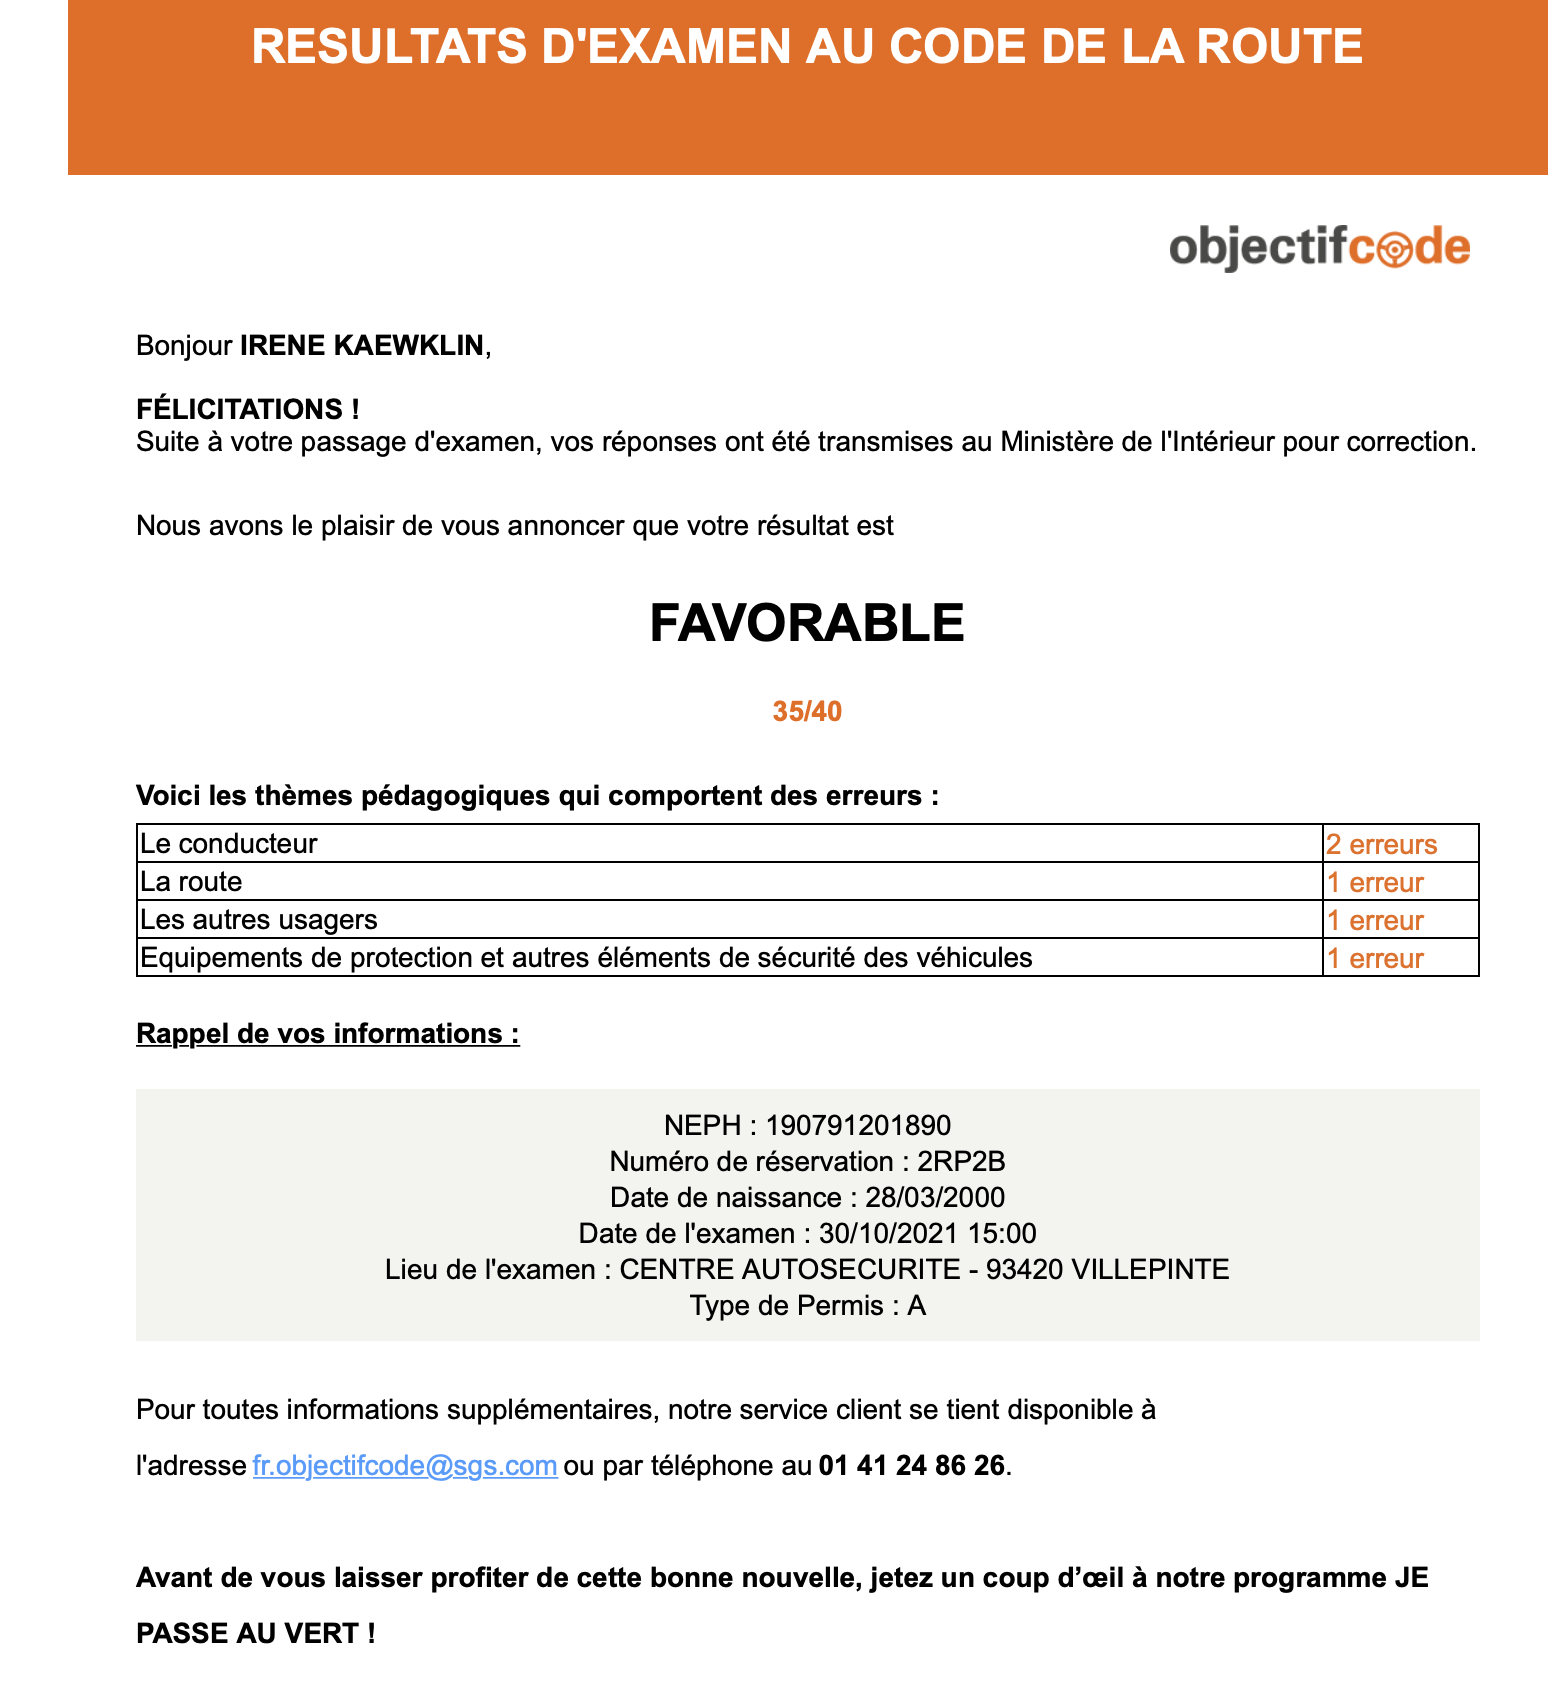 RESULTATS D'EXAMEN AU CODE DE LA ROUTE
objectifcode
Bonjour IRENE KAEWKLIN,
FÉLICITATIONS !
Suite à votre passage d'examen, vos réponses ont été transmises au Ministère de l'Intérieur pour correction.
Nous avons le plaisir de vous annoncer que votre résultat est
FAVORABLE
35/40
Voici les thèmes pédagogiques qui comportent des erreurs :
Le conducteur 2 erreurs
La route 1 erreur
Les autres usagers 1 erreur
Equipements de protection et autres éléments de sécurité des véhicules 1 erreur
Rappel de vos informations :
NEPH : 190791201890
Numéro de réservation : 2RP2B
Date de naissance : 28/03/2000
Date de l'examen : 30/10/2021 15:00
Lieu de l'examen : CENTRE AUTOSECURITE - 93420 VILLEPINTE
Type de Permis : A
Pour toutes informations supplémentaires, notre service client se tient disponible à
l'adresse fr.objectifcode@sgs.com ou par téléphone au 01 41 24 86 26.
Avant de vous laisser profiter de cette bonne nouvelle, jetez un coup d’œil à notre programme JE
PASSE AU VERT !